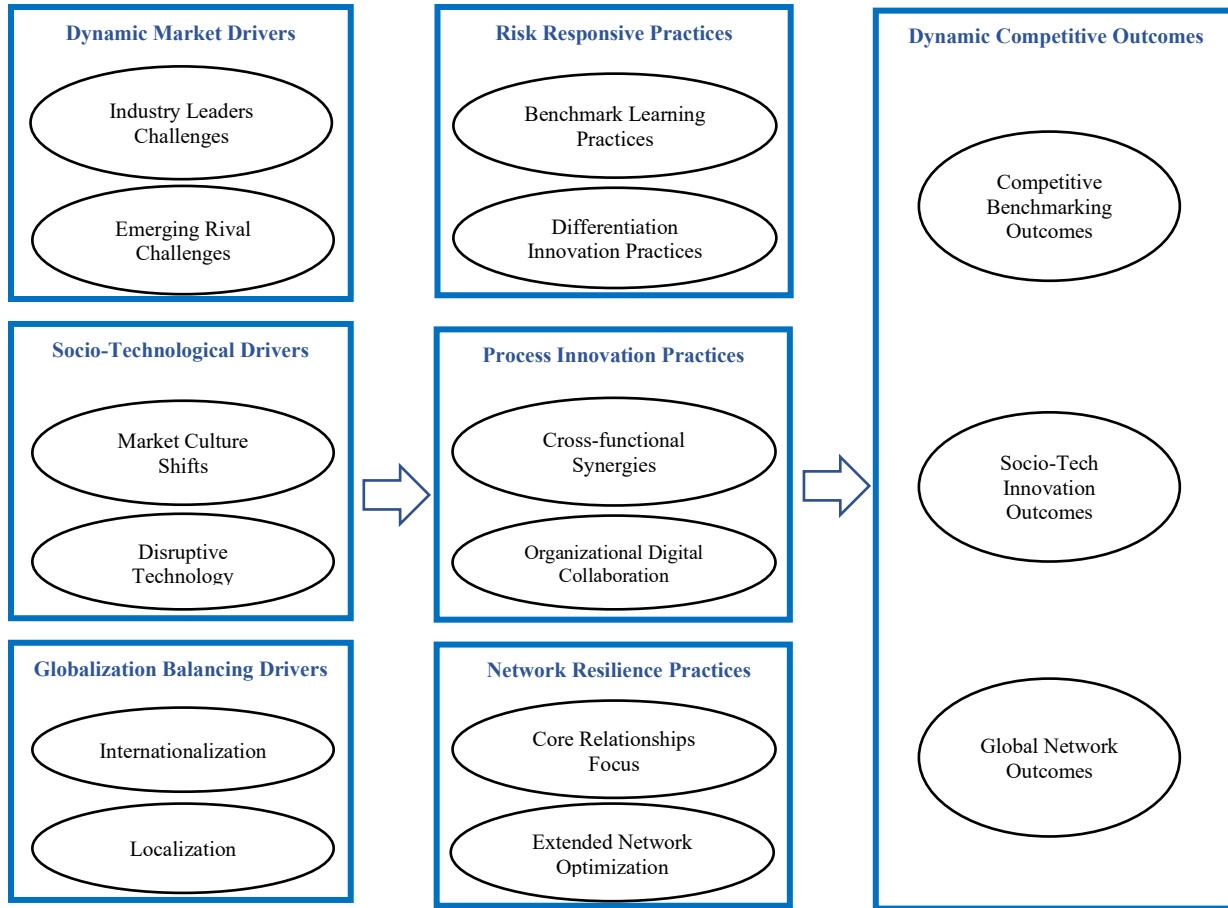 Dynamic Market Drivers
Industry Leaders
Challenges
Emerging Rival
Challenges
Risk Responsive Practices
Benchmark Learning
Practices
Differentiation
Innovation Practices
Dynamic Competitive Outcomes
Competitive
Benchmarking
Outcomes
Socio-Tech
Innovation
Outcomes
Global Network
Outcomes
Socio-Technological Drivers
Market Culture
Shifts
Disruptive
Technology
Process Innovation Practices
Cross-functional
Synergies
Organizational Digital
Collaboration
Globalization Balancing Drivers
Internationalization
Localization
Network Resilience Practices
Core Relationships
Focus
Extended Network
Optimization